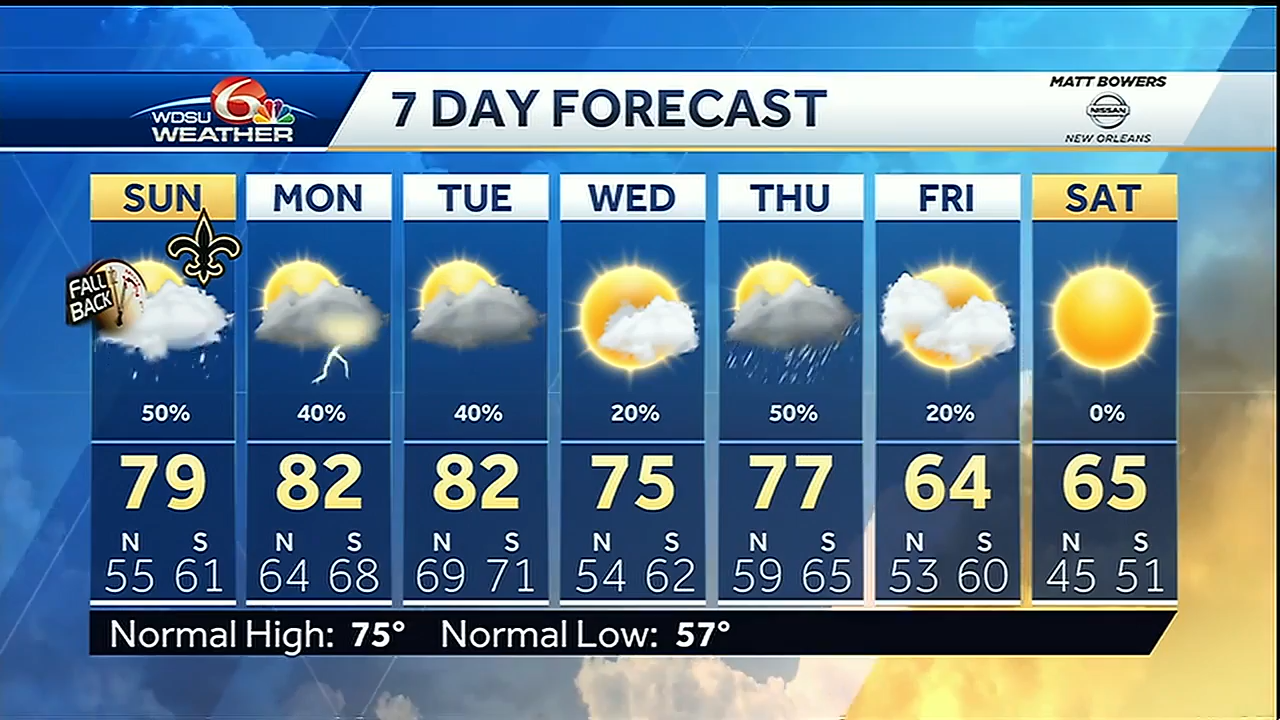 WDSU 6
WEATHER
7 DAY FORECAST
MATT BOWERS
NISSAN
NEW ORLEANS
SUN MON TUE WED THU FRI SAT
FALL
BACK
50% 40% 40% 20% 50% 20% 0%
79 82 82 75 77 64 65
N S N S N S N S N S N S N S
55 61 64 68 69 71 54 62 59 65 53 60 45 51
Normal High: 75° Normal Low: 57°